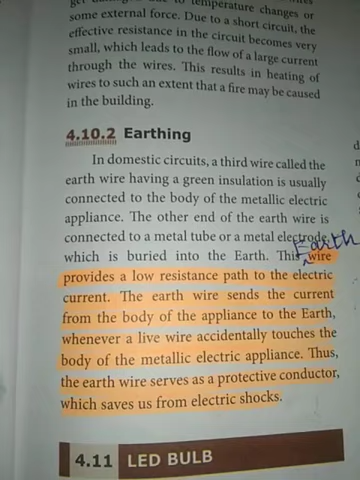 temperature changes or
some external force. Due to a short circuit, the
effective resistance in the circuit becomes very
small, which leads to the flow of a large current
through the wires. This results in heating of
wires to such an extent that a fire may be caused
in the building.
4.10.2 Earthing
In domestic circuits, a third wire called the
earth wire having a green insulation is usually
connected to the body of the metallic electric
appliance. The other end of the earth wire is
connected to a metal tube or a metal electrode,
Earth
which is buried into the Earth. This wire
provides a low resistance path to the electric
current. The earth wire sends the current
from the body of the appliance to the Earth,
whenever a live wire accidentally touches the
body of the metallic electric appliance. Thus,
the earth wire serves as a protective conductor,
which saves us from electric shocks.
4.11 LED BULB